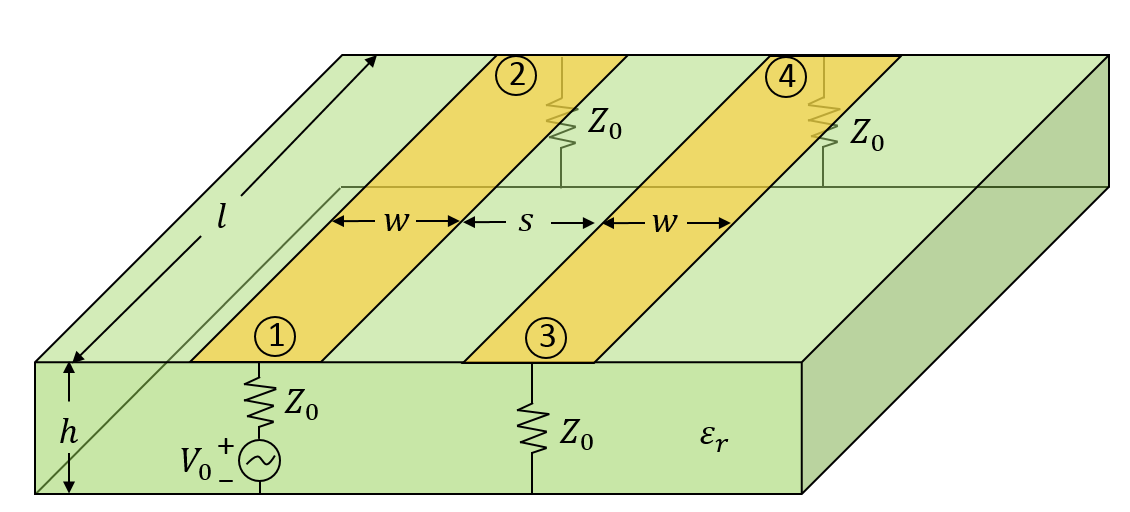 ② ④
Z₀ Z₀
l w s w
① ③
Z₀
h V₀ + − Z₀ εᵣ